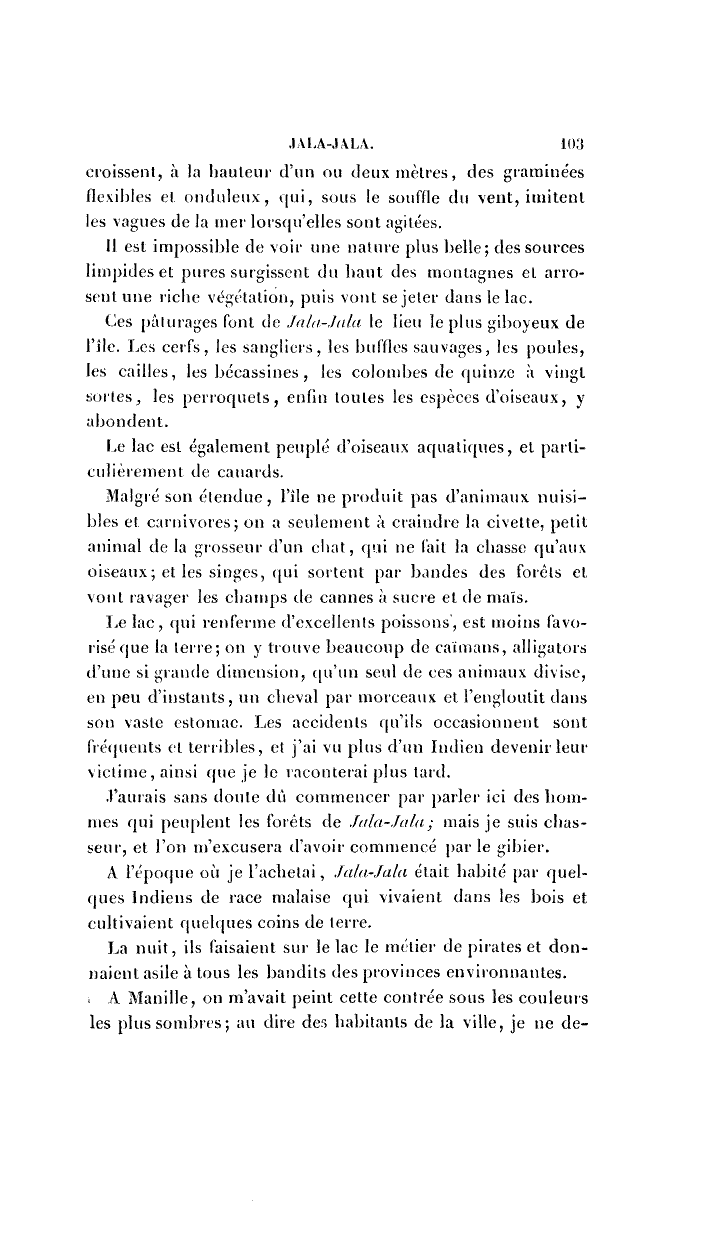 JALA-JALA. 103
croissent, à la hauteur d'un ou deux mètres, des graminées
flexibles et onduleux, qui, sous le souffle du vent, imitent
les vagues de la mer lorsqu'elles sont agitées.
Il est impossible de voir une nature plus belle; des sources
limpides et pures surgissent du haut des montagnes et arro-
sent une riche végétation, puis vont se jeter dans le lac.
Ces pâturages font de Jala-Jala le lieu le plus giboyeux de
l'île. Les cerfs, les sangliers, les buffles sauvages, les poules,
les cailles, les bécassines, les colombes de quinze à vingt
sortes, les perroquets, enfin toutes les espèces d'oiseaux, y
abondent.
Le lac est également peuplé d'oiseaux aquatiques, et parti-
culièrement de canards.
Malgré son étendue, l'île ne produit pas d'animaux nuisi-
bles et carnivores; on a seulement à craindre la civette, petit
animal de la grosseur d'un chat, qui ne fait la chasse qu'aux
oiseaux; et les singes, qui sortent par bandes des forêts et
vont ravager les champs de cannes à sucre et de maïs.
Le lac, qui renferme d'excellents poissons, est moins favo-
risé que la terre; on y trouve beaucoup de caïmans, alligators
d'une si grande dimension, qu'un seul de ces animaux divise,
en peu d'instants, un cheval par morceaux et l'engloutit dans
son vaste estomac. Les accidents qu'ils occasionnent sont
fréquents et terribles, et j'ai vu plus d'un Indien devenir leur
victime, ainsi que je le raconterai plus tard.
J'aurais sans doute dû commencer par parler ici des hom-
mes qui peuplent les forêts de Jala-Jala; mais je suis chas-
seur, et l'on m'excusera d'avoir commencé par le gibier.
A l'époque où je l'achetai, Jala-Jala était habité par quel-
ques Indiens de race malaise qui vivaient dans les bois et
cultivaient quelques coins de terre.
La nuit, ils faisaient sur le lac le métier de pirates et don-
naient asile à tous les bandits des provinces environnantes.
A Manille, on m'avait peint cette contrée sous les couleurs
les plus sombres; au dire des habitants de la ville, je ne de-